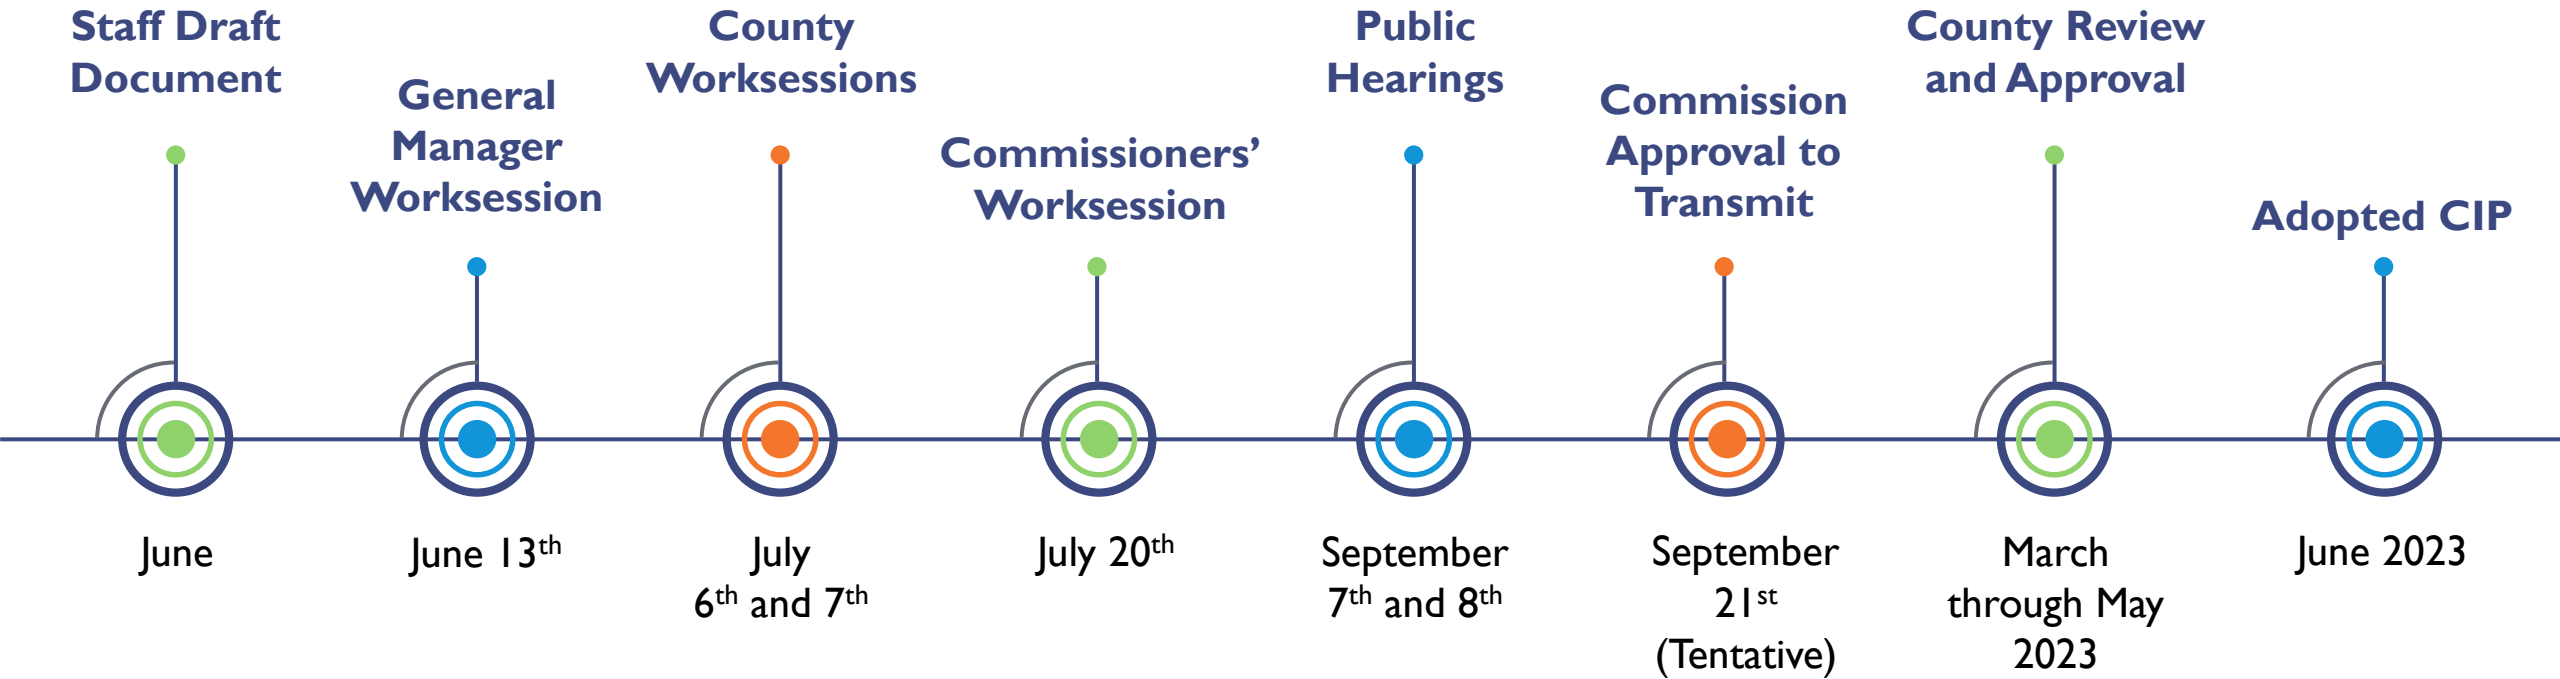 Staff Draft
Document
General
Manager
Worksession
County
Worksessions
Commissioners’
Worksession
Public
Hearings
Commission
Approval to
Transmit
County Review
and Approval
Adopted CIP
June
June 13th
July
6th and 7th
July 20th
September
7th and 8th
September
21st
(Tentative)
March
through May
2023
June 2023